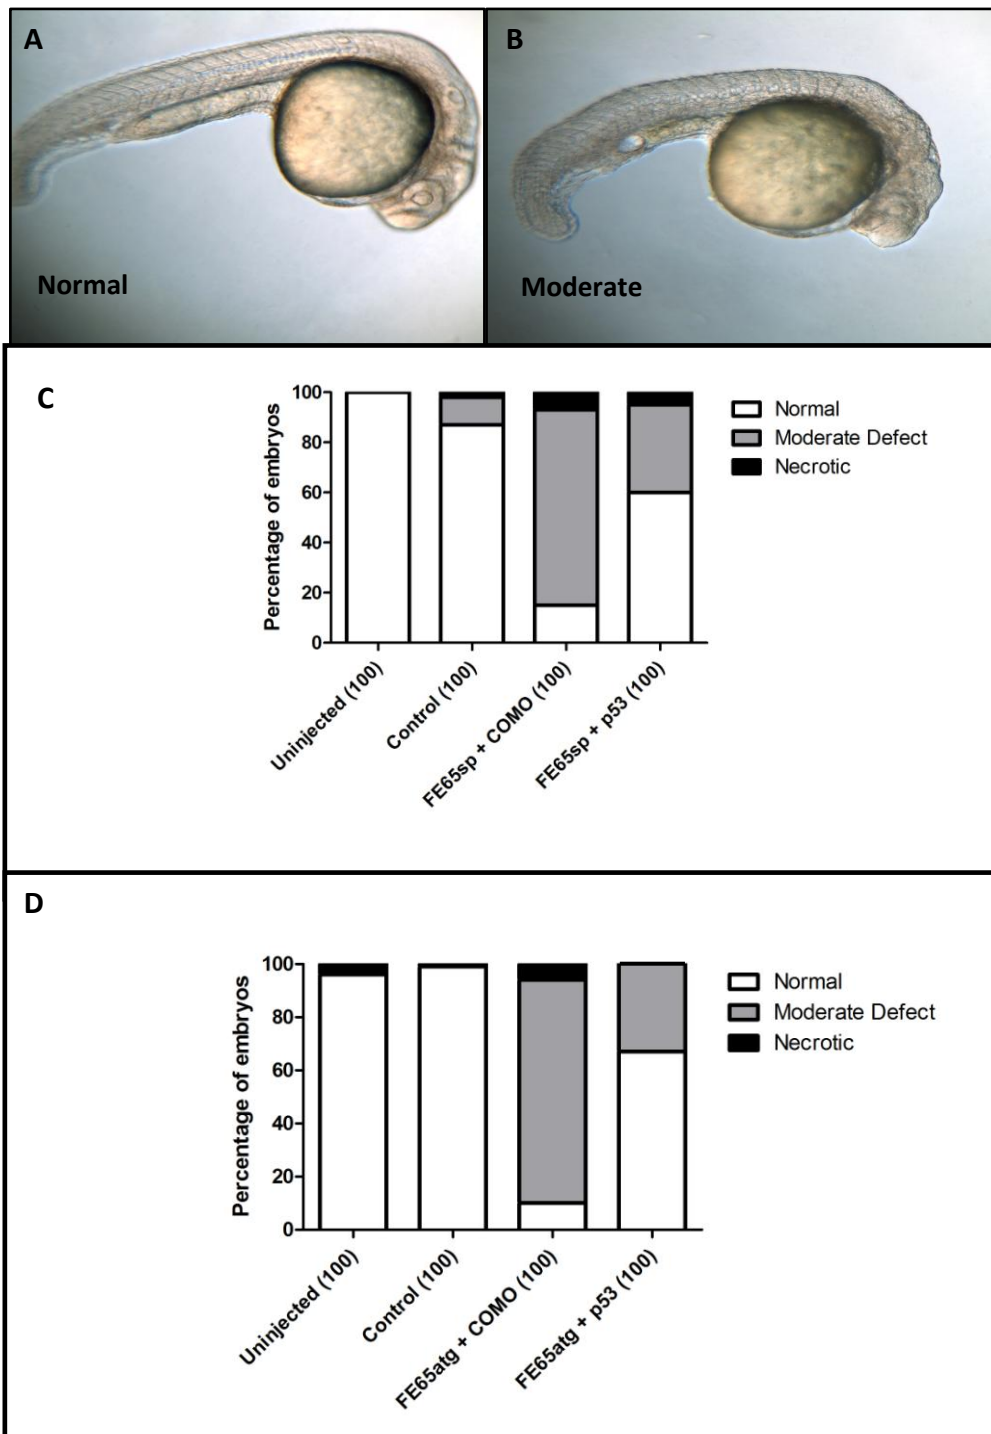 A
B
Normal
Moderate
C
Percentage of embryos
100
80
60
40
20
0
Uninjected (100)
Control (100)
FE65sp + COMO (100)
FE65sp + p53 (100)
Normal
Moderate Defect
Necrotic
D
Percentage of embryos
100
80
60
40
20
0
Uninjected (100)
Control (100)
FE65atg + COMO (100)
FE65atg + p53 (100)
Normal
Moderate Defect
Necrotic